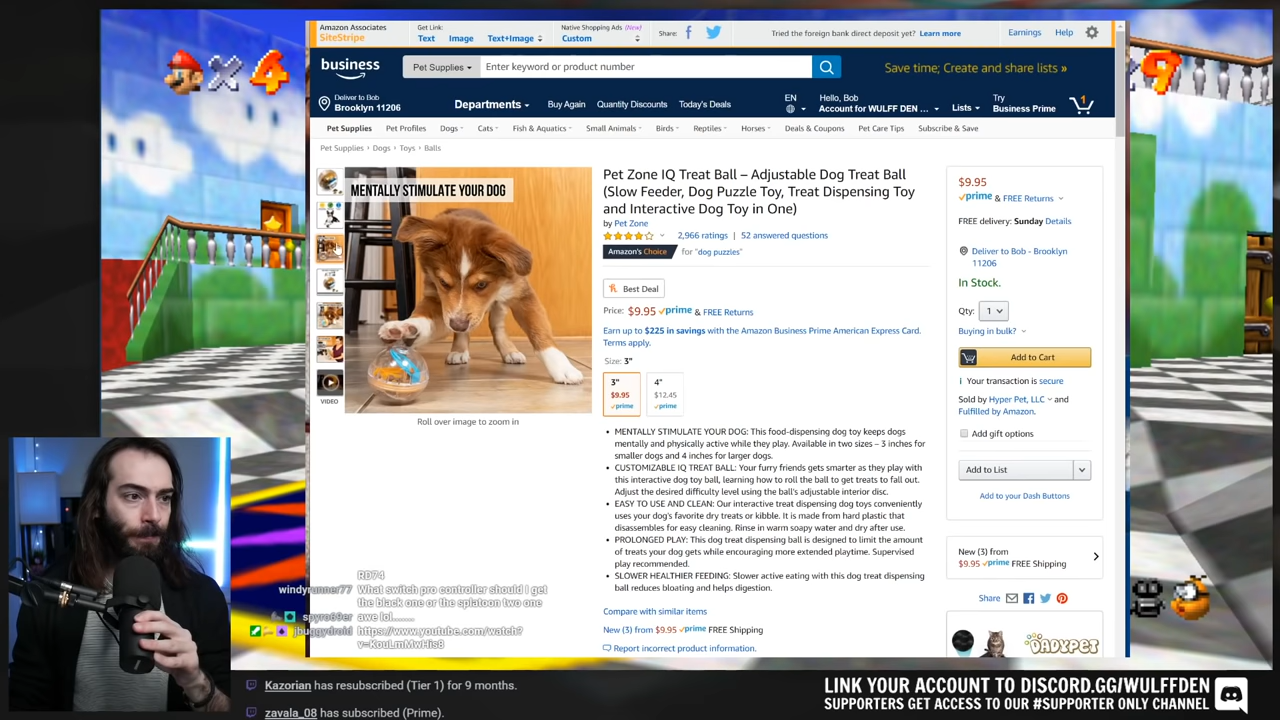 Amazon Associates
SiteStripe
Get Link:
Text Image Text+Image
Native Shopping Ads (New)
Custom
Share:
Tried the foreign bank direct deposit yet? Learn more
Earnings Help
business
Pet Supplies
Enter keyword or product number
Save time; Create and share lists »
Deliver to Bob
Brooklyn 11206
Departments
Buy Again Quantity Discounts Today's Deals
EN
Hello, Bob
Account for WULFF DEN ...
Lists
Try
Business Prime
1
Pet Supplies Pet Profiles Dogs Cats Fish & Aquatics Small Animals Birds Reptiles Horses Deals & Coupons Pet Care Tips Subscribe & Save
Pet Supplies › Dogs › Toys › Balls
MENTALLY STIMULATE YOUR DOG
VIDEO
Roll over image to zoom in
Pet Zone IQ Treat Ball – Adjustable Dog Treat Ball
(Slow Feeder, Dog Puzzle Toy, Treat Dispensing Toy
and Interactive Dog Toy in One)
by Pet Zone
2,966 ratings | 52 answered questions
Amazon's Choice for "dog puzzles"
Best Deal
Price: $9.95 prime & FREE Returns
Earn up to $225 in savings with the Amazon Business Prime American Express Card.
Terms apply.
Size: 3"
3"
$9.95
prime
4"
$12.45
prime
• MENTALLY STIMULATE YOUR DOG: This food-dispensing dog toy keeps dogs
mentally and physically active while they play. Available in two sizes – 3 inches for
smaller dogs and 4 inches for larger dogs.
• CUSTOMIZABLE IQ TREAT BALL: Your furry friends gets smarter as they play with
this interactive dog toy ball, learning how to roll the ball to get treats to fall out.
Adjust the desired difficulty level using the ball's adjustable interior disc.
• EASY TO USE AND CLEAN: Our interactive treat dispensing dog toys conveniently
uses your dog's favorite dry treats or kibble. It is made from hard plastic that
disassembles for easy cleaning. Rinse in warm soapy water and dry after use.
• PROLONGED PLAY: This dog treat dispensing ball is designed to limit the amount
of treats your dog gets while encouraging more extended playtime. Supervised
play recommended.
• SLOWER HEALTHIER FEEDING: Slower active eating with this dog treat dispensing
ball reduces bloating and helps digestion.
Compare with similar items
New (3) from $9.95 prime FREE Shipping
Report incorrect product information.
$9.95
prime & FREE Returns
FREE delivery: Sunday Details
Deliver to Bob - Brooklyn
11206
In Stock.
Qty: 1
Buying in bulk?
Add to Cart
Your transaction is secure
Sold by Hyper Pet, LLC and
Fulfilled by Amazon.
Add gift options
Add to List
Add to your Dash Buttons
New (3) from
$9.95 prime FREE Shipping
Share
DADYPET
× 4
RD74
windyrunner77 What switch pro controller should I get
the black one or the splatoon two one
spyro69er awe lol.......
jbuggydroid https://www.youtube.com/watch?
v=KouLmMwHis8
Kazorian has resubscribed (Tier 1) for 9 months.
zavala_08 has subscribed (Prime).
LINK YOUR ACCOUNT TO DISCORD.GG/WULFFDEN
SUPPORTERS GET ACCESS TO OUR #SUPPORTER ONLY CHANNEL